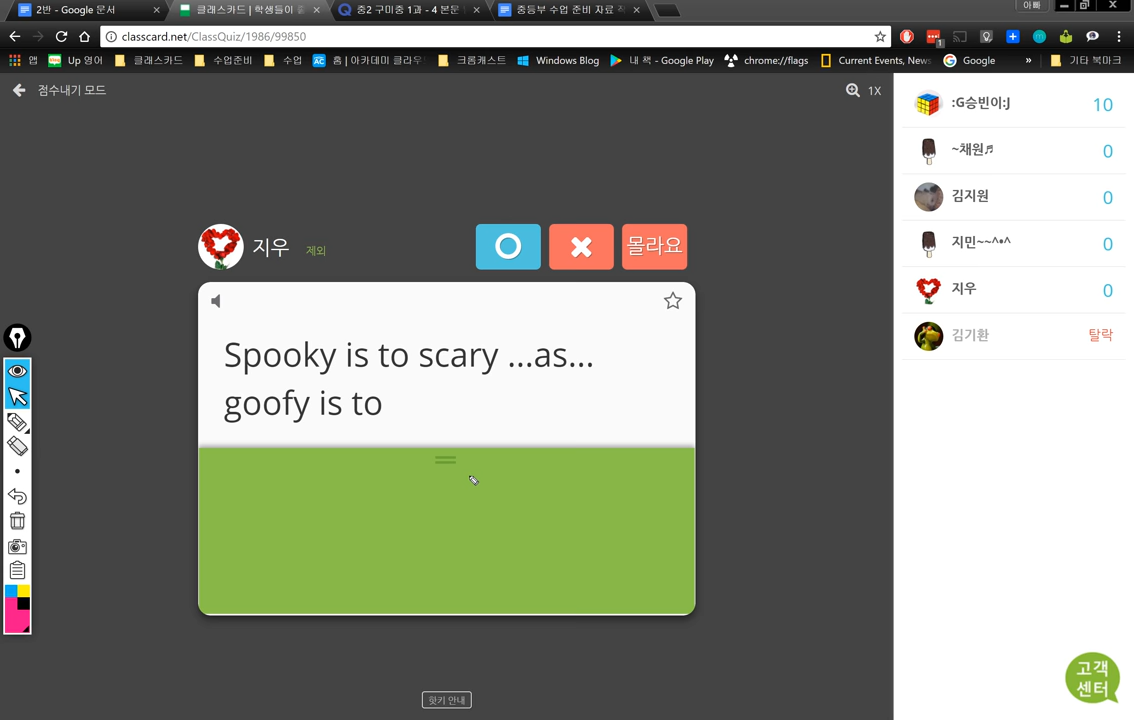 2반 - Google 문서
클래스카드 | 학생들이
중2 구미중 1과 - 4 본문
중등부 수업 준비 자료
아빠
classcard.net/ClassQuiz/1986/99850
1
앱
Up 영어
클래스카드
수업준비
수업
AC
홈 | 아카데미 클라우
크롬캐스트
Windows Blog
내 책 - Google Play
chrome://flags
Current Events, News
Google
»
기타 북마크
점수내기 모드
1X
지우
제외
몰라요
Spooky is to scary ...as...
goofy is to
:G승빈이:J
10
~채원♬
0
김지원
0
지민~~^•^
0
지우
0
김기환
탈락
핫키 안내
고객
센터